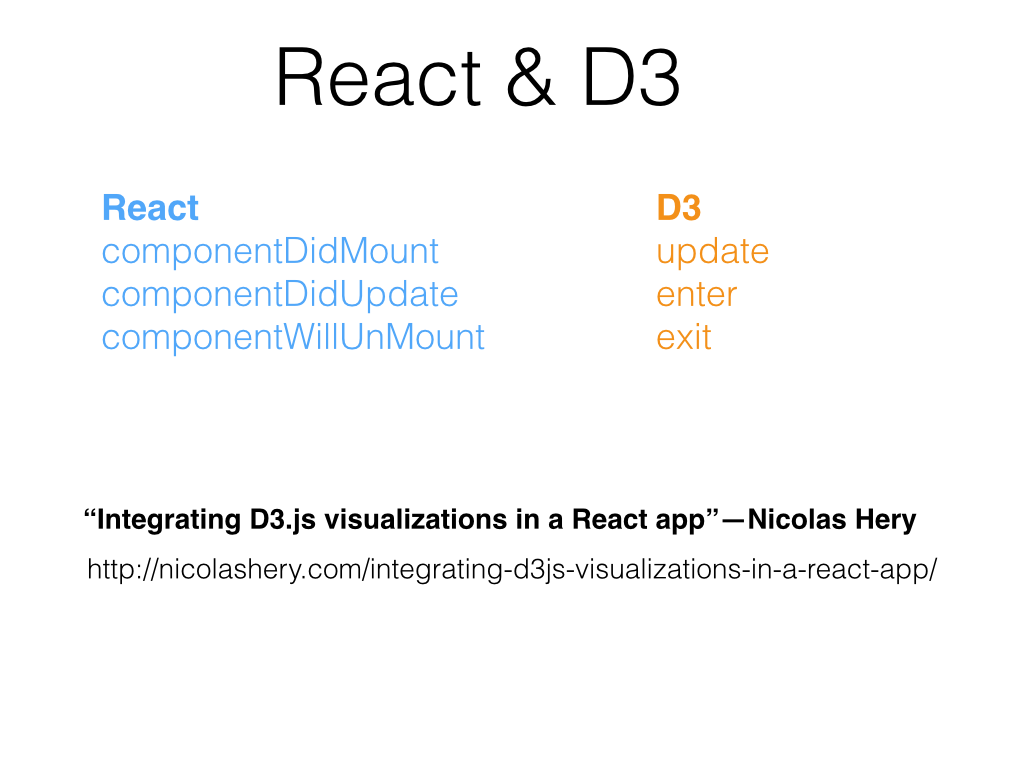 React & D3
React
componentDidMount
componentDidUpdate
componentWillUnMount
D3
update
enter
exit
“Integrating D3.js visualizations in a React app”—Nicolas Hery
http://nicolashery.com/integrating-d3js-visualizations-in-a-react-app/